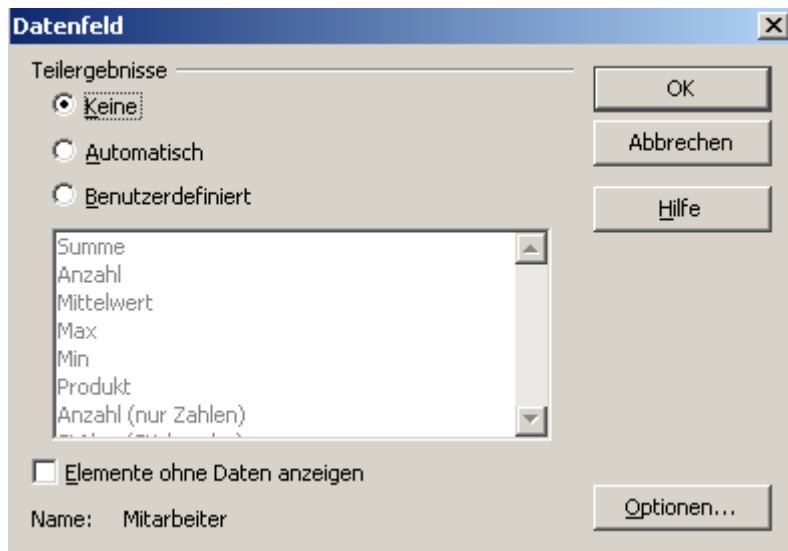 Datenfeld
Teilergebnisse
Keine
Automatisch
Benutzerdefiniert
Summe
Anzahl
Mittelwert
Max
Min
Produkt
Anzahl (nur Zahlen)
Elemente ohne Daten anzeigen
Name: Mitarbeiter
OK
Abbrechen
Hilfe
Optionen...